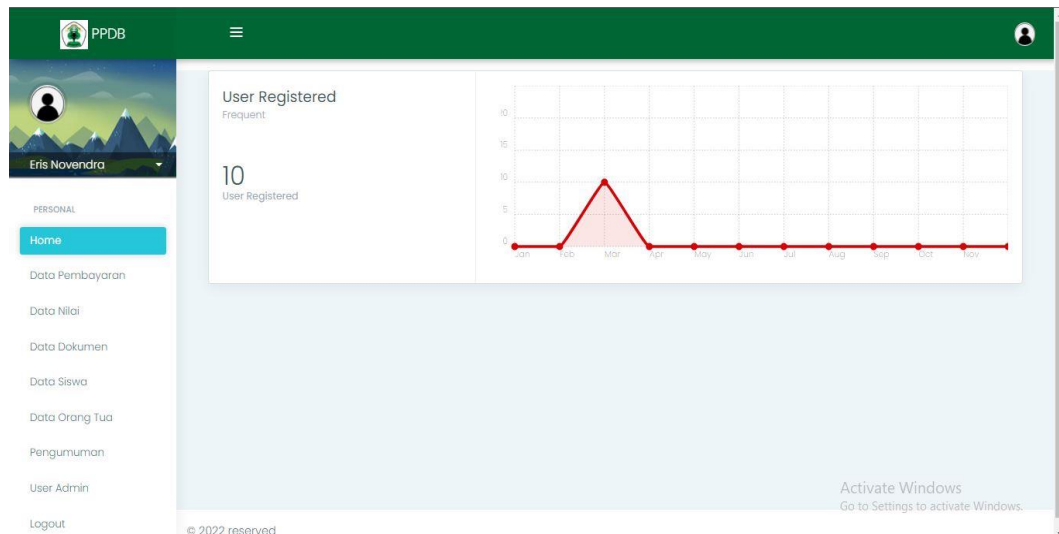 PPDB
Eris Novendra
PERSONAL
Home
Data Pembayaran
Data Nilai
Data Dokumen
Data Siswa
Data Orang Tua
Pengumuman
User Admin
Logout
User Registered
Frequent
10
User Registered
20
15
10
5
0
Jan Feb Mar Apr May Jun Jul Aug Sep Oct Nov
Activate Windows
Go to Settings to activate Windows.
© 2022 reserved